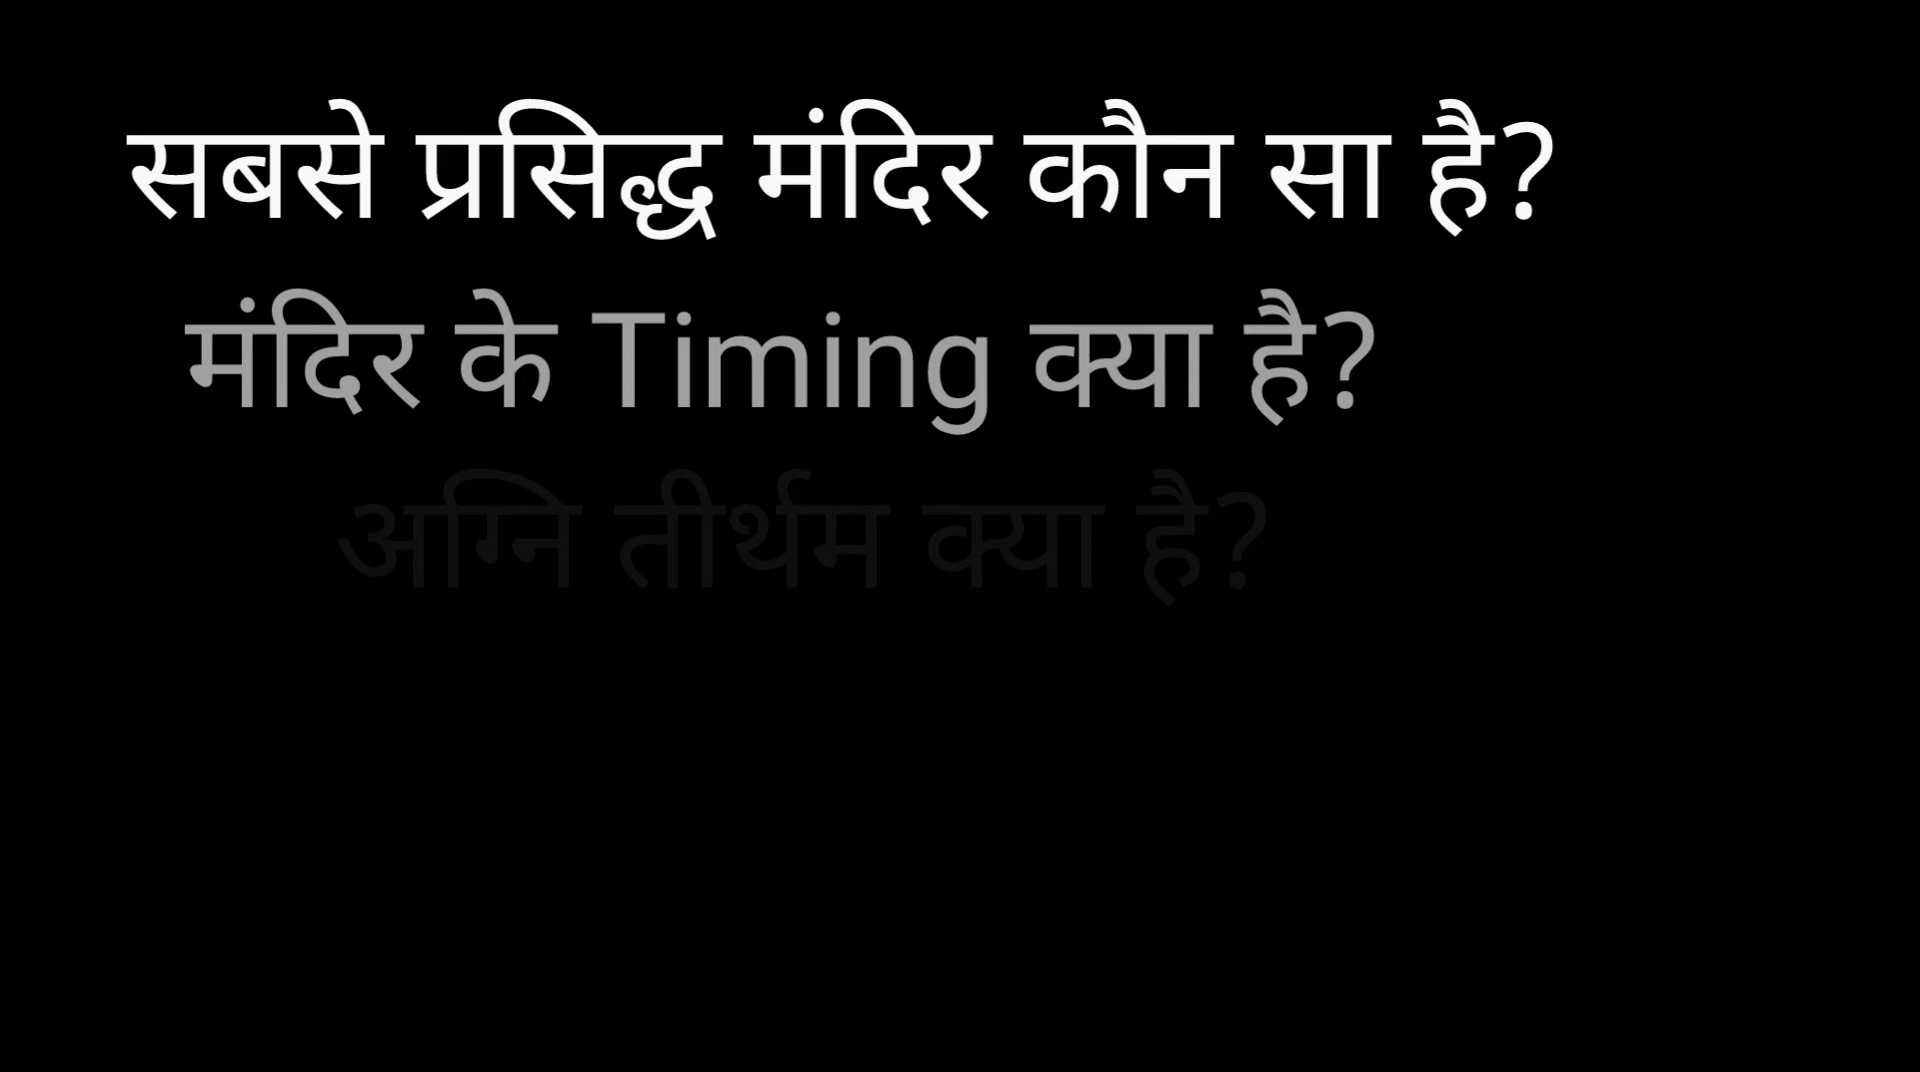 सबसे प्रसिद्ध मंदिर कौन सा है?
मंदिर के Timing क्या है?
अग्नि तीर्थम क्या है?